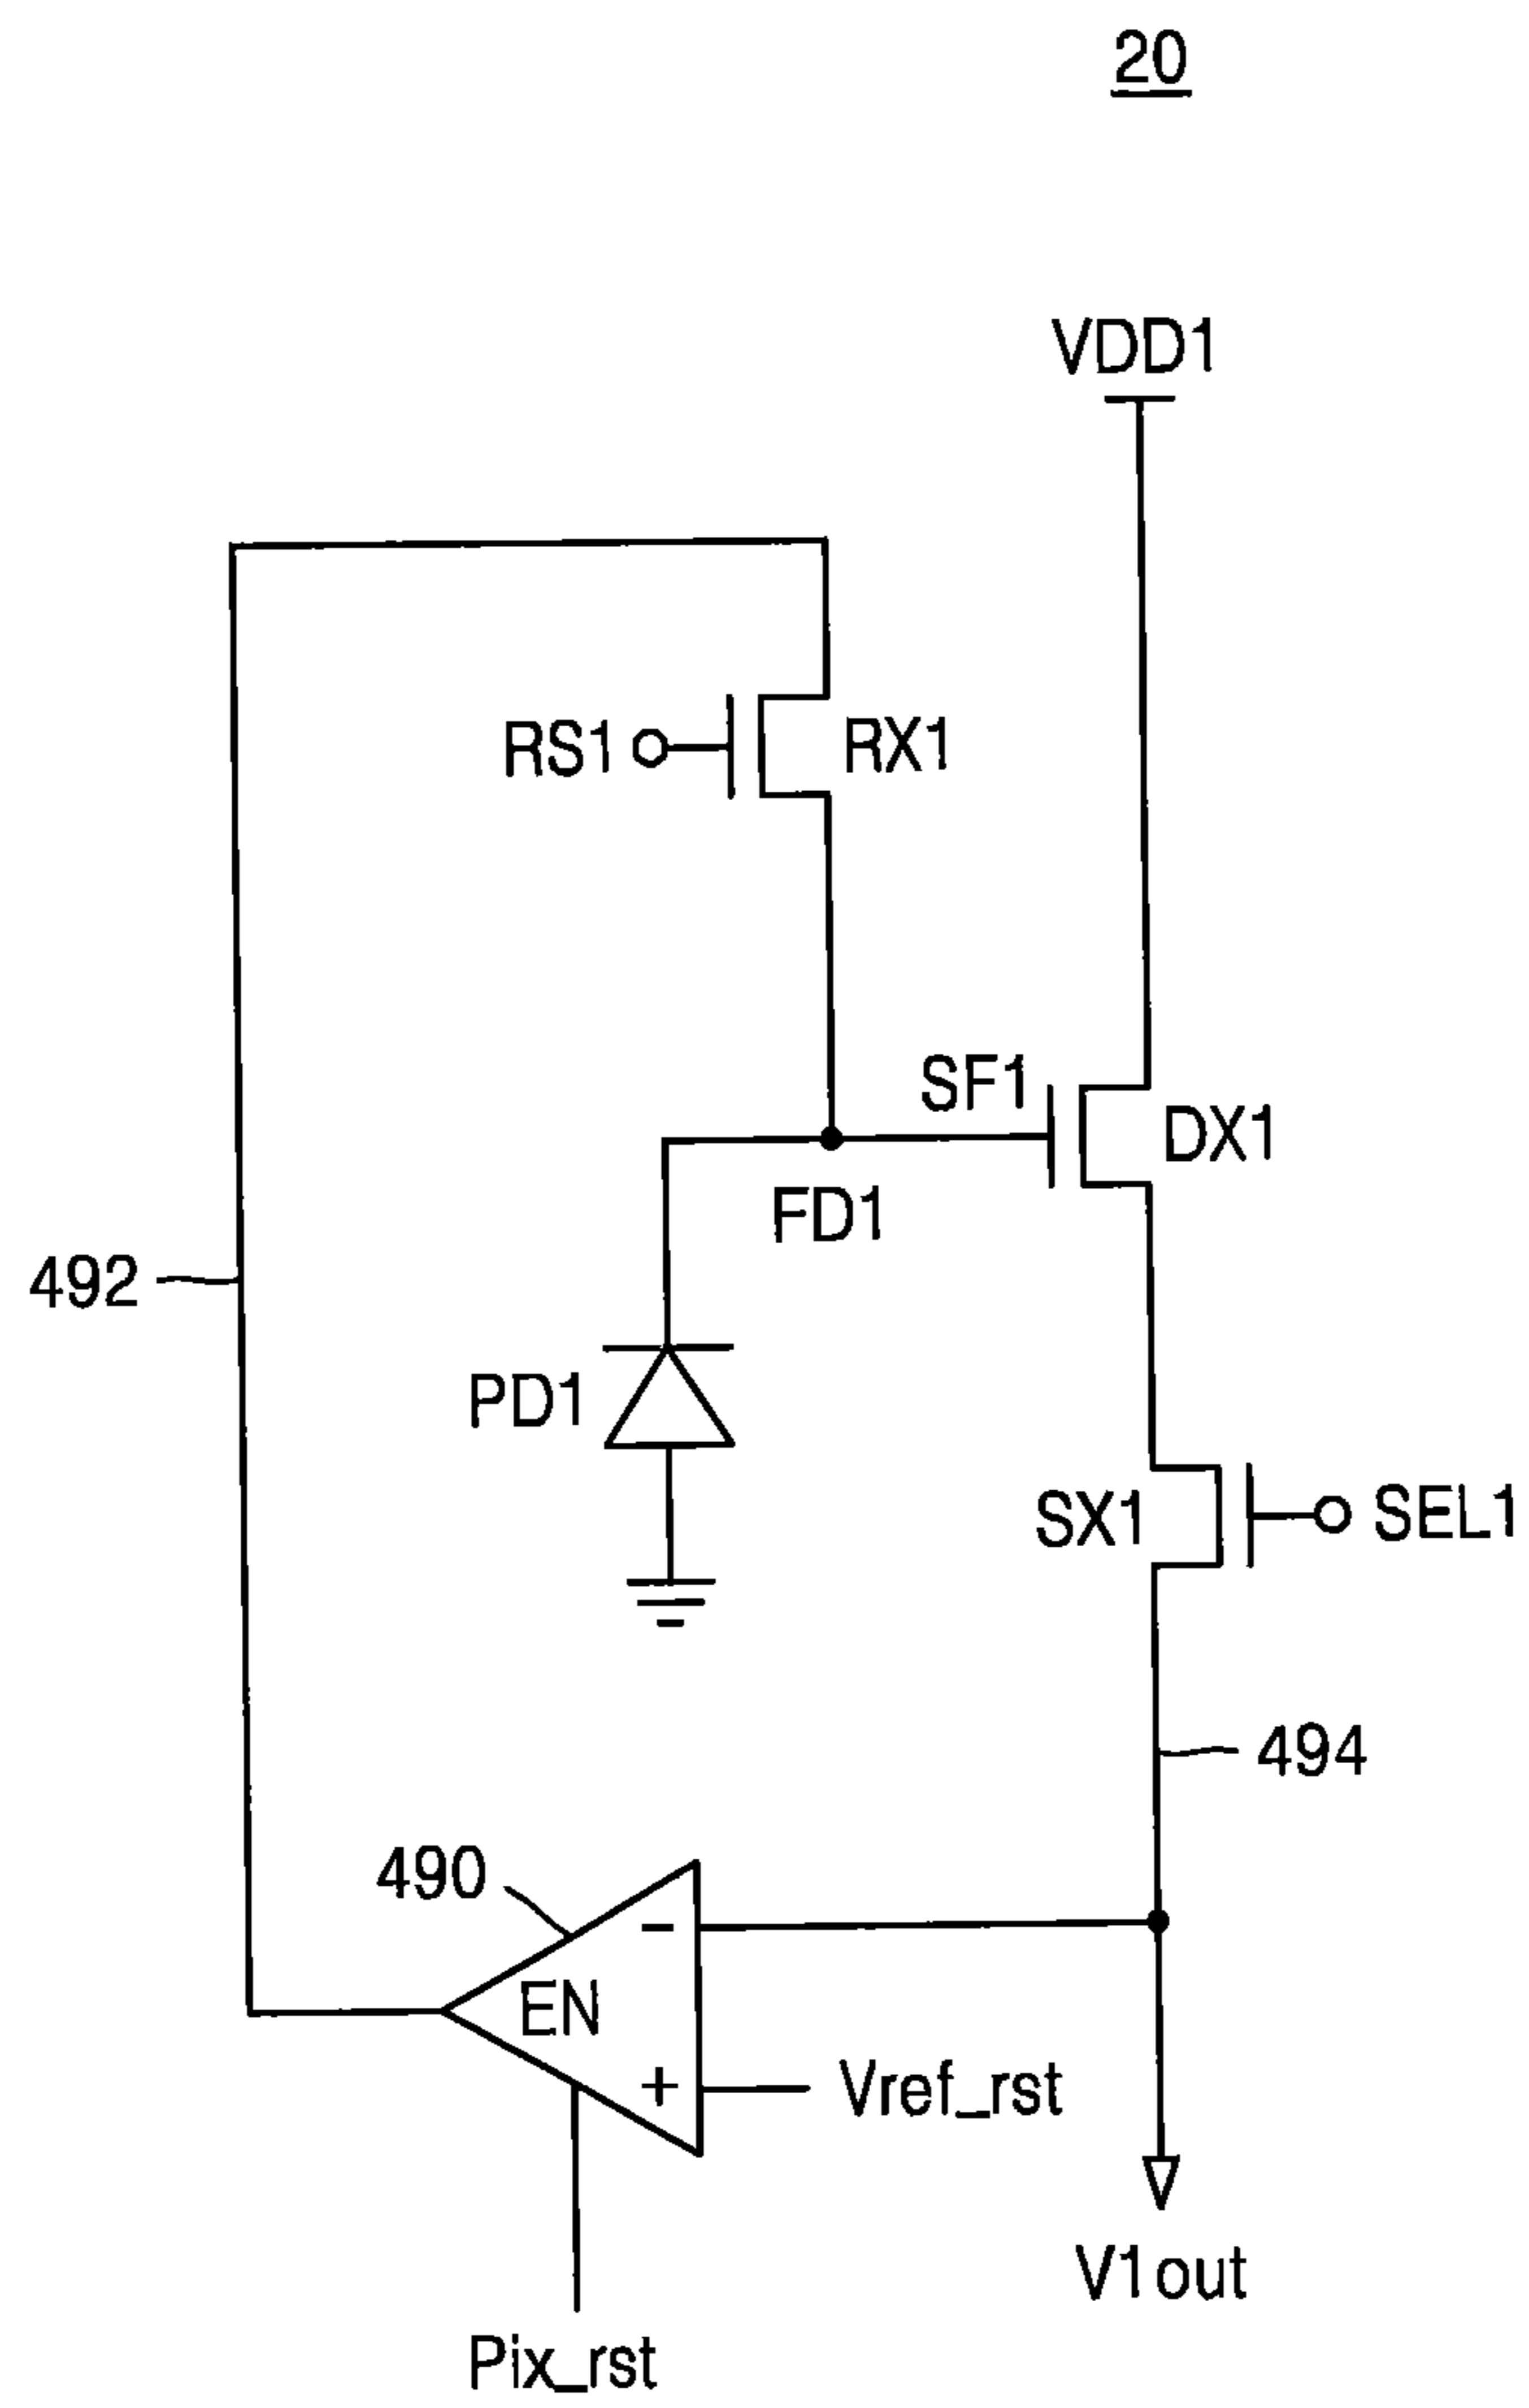 20
VDD1
RS1
RX1
SF1
DX1
FD1
492
PD1
SX1
SEL1
494
490
−
EN
+
Vref_rst
V1out
Pix_rst